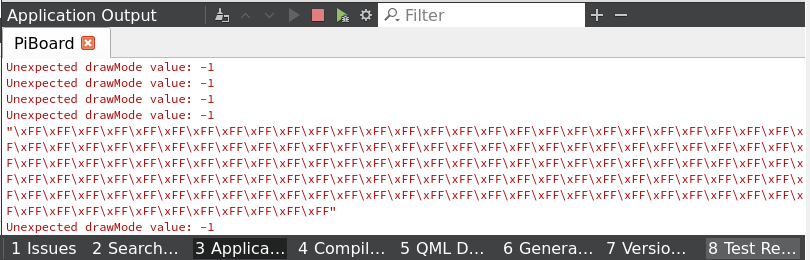 Application Output
Filter
PiBoard
Unexpected drawMode value: -1
Unexpected drawMode value: -1
Unexpected drawMode value: -1
Unexpected drawMode value: -1
"\xFF\xFF\xFF\xFF\xFF\xFF\xFF\xFF\xFF\xFF\xFF\xFF\xFF\xFF\xFF\xFF\xFF\xFF\xFF\xFF\xFF\xFF\xFF\xFF\xFF\xFF\xFF\x
F\xFF\xFF\xFF\xFF\xFF\xFF\xFF\xFF\xFF\xFF\xFF\xFF\xFF\xFF\xFF\xFF\xFF\xFF\xFF\xFF\xFF\xFF\xFF\xFF\xFF\xFF\xFF\x
F\xFF\xFF\xFF\xFF\xFF\xFF\xFF\xFF\xFF\xFF\xFF\xFF\xFF\xFF\xFF\xFF\xFF\xFF\xFF\xFF\xFF\xFF\xFF\xFF\xFF\xFF\xFF\x
F\xFF\xFF\xFF\xFF\xFF\xFF\xFF\xFF\xFF\xFF\xFF\xFF\xFF\xFF\xFF\xFF\xFF\xFF\xFF\xFF\xFF\xFF\xFF\xFF\xFF\xFF\xFF\x
F\xFF\xFF\xFF\xFF\xFF\xFF\xFF\xFF\xFF\xFF\xFF\xFF\xFF\xFF\xFF\xFF\xFF\xFF\xFF\xFF\xFF\xFF\xFF\xFF\xFF\xFF\xFF\x
F\xFF\xFF\xFF\xFF\xFF\xFF\xFF\xFF\xFF\xFF\xFF"
Unexpected drawMode value: -1
1 Issues 2 Search... 3 Applica... 4 Compil... 5 QML D... 6 Genera... 7 Versio... 8 Test Re...